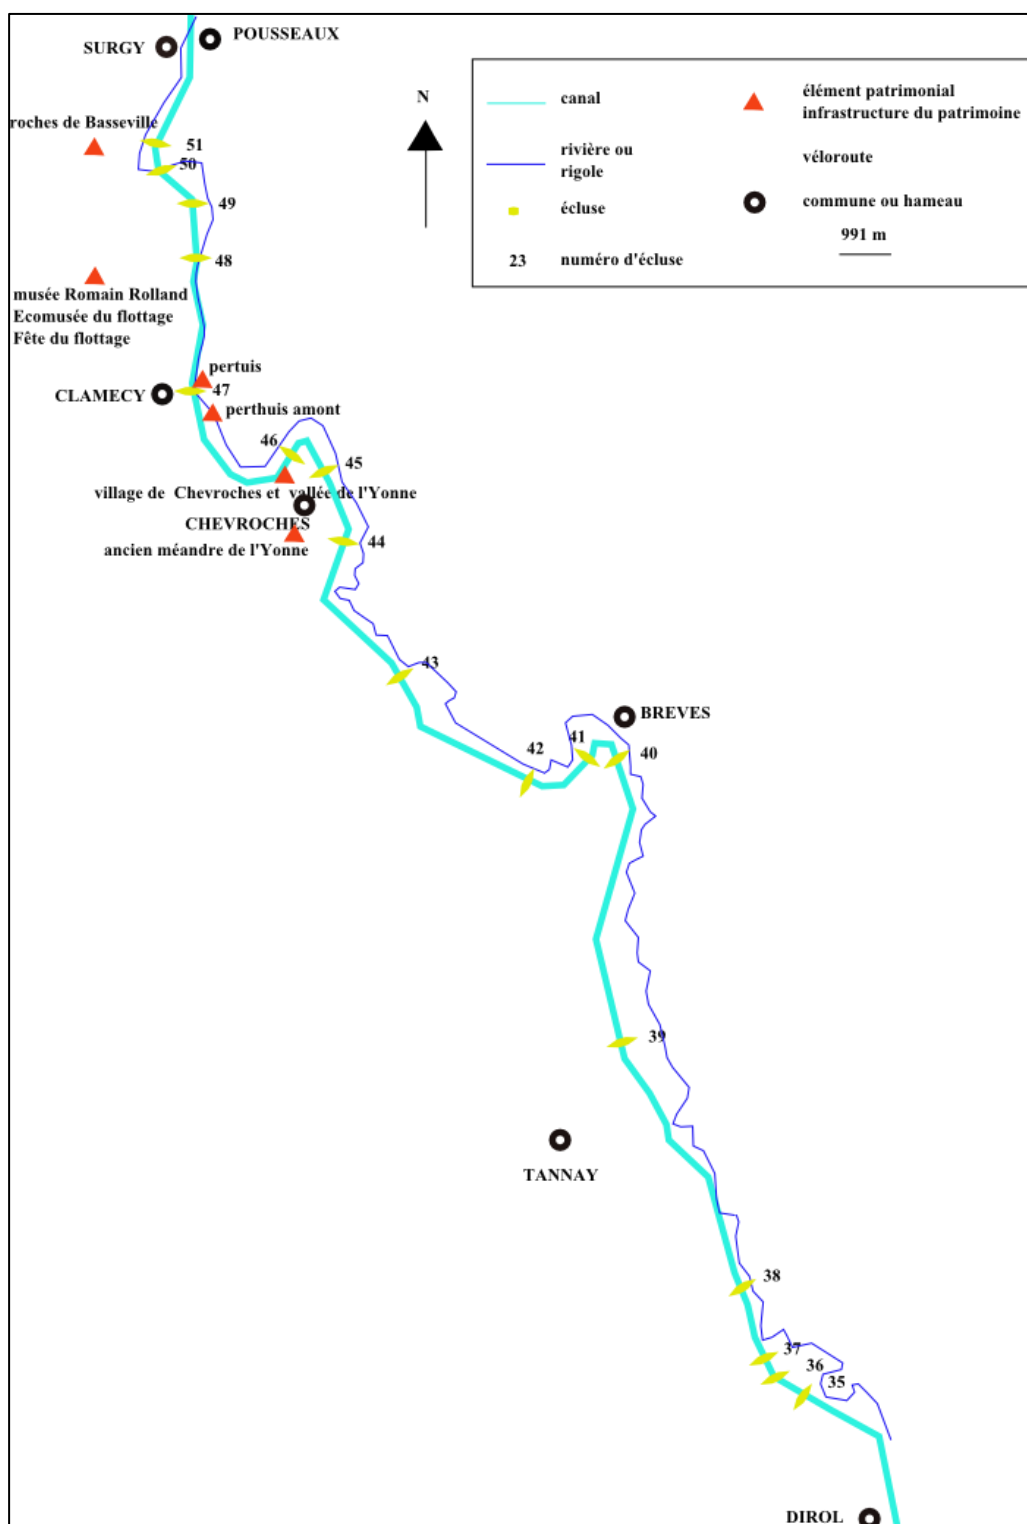 POUSSEAUX
SURGY
N
canal
rivière ou
rigole
écluse
23
numéro d'écluse
élément patrimonial
infrastructure du patrimoine
véloroute
commune ou hameau
991 m
roches de Basseville
51
50
49
48
musée Romain Rolland
Ecomusée du flottage
Fête du flottage
pertuis
47
CLAMECY
perthuis amont
46
45
village de  Chevroches et  vallée de l'Yonne
CHEVROCHES
44
ancien méandre de l'Yonne
43
BREVES
42
41
40
39
TANNAY
38
37
36
35
DIROL